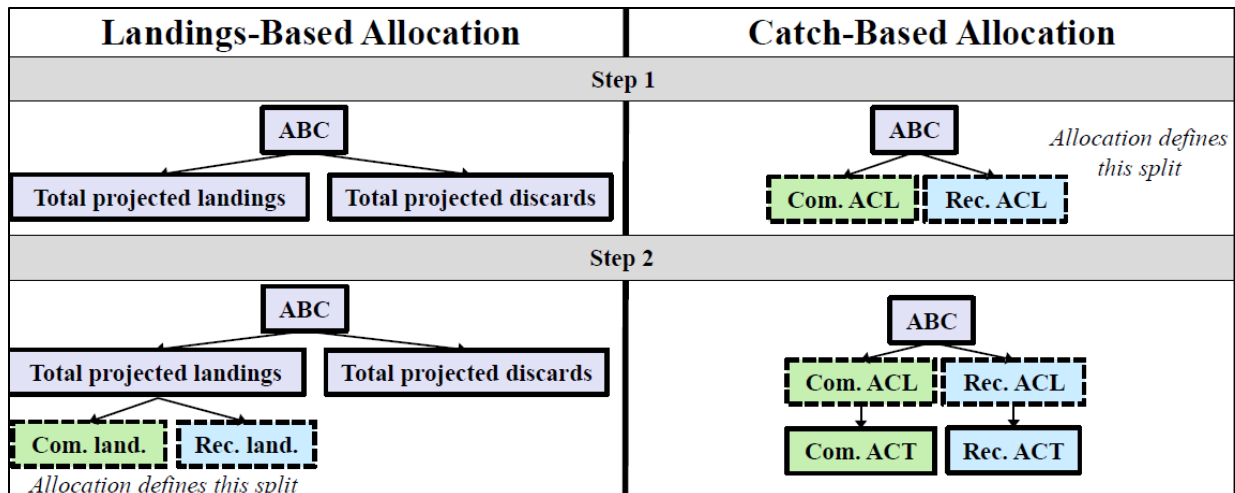 Landings-Based Allocation
Catch-Based Allocation
Step 1
ABC
Total projected landings
Total projected discards
ABC
Allocation defines
this split
Com. ACL
Rec. ACL
Step 2
ABC
Total projected landings
Total projected discards
Com. land.
Rec. land.
Allocation defines this split
ABC
Com. ACL
Rec. ACL
Com. ACT
Rec. ACT